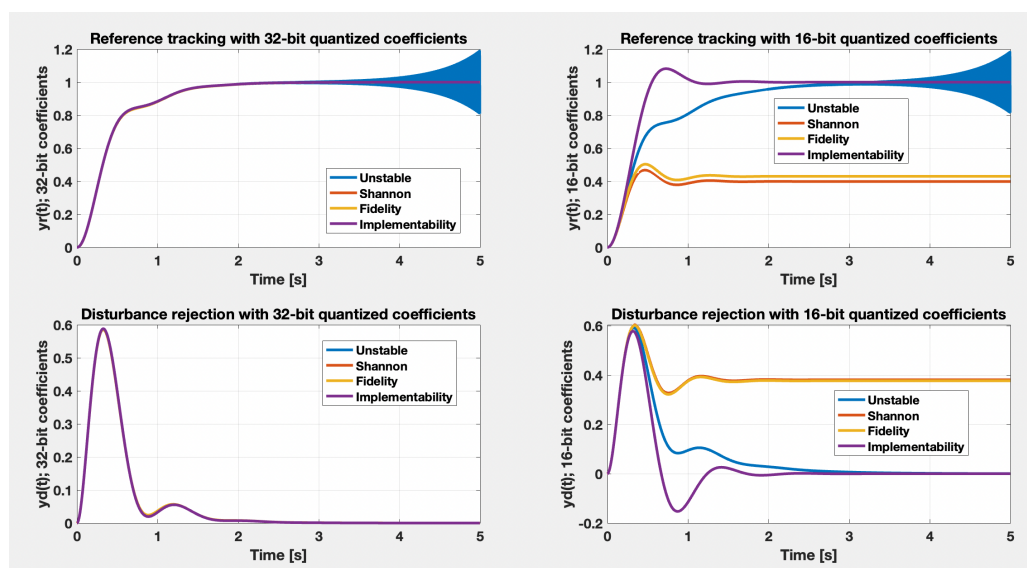 Reference tracking with 32-bit quantized coefficients
yr(t); 32-bit coefficients
1.2
1
0.8
0.6
0.4
0.2
0
Unstable
Shannon
Fidelity
Implementability
0 1 2 3 4 5
Time [s]
Reference tracking with 16-bit quantized coefficients
yr(t); 16-bit coefficients
1.2
1
0.8
0.6
0.4
0.2
0
Unstable
Shannon
Fidelity
Implementability
0 1 2 3 4 5
Time [s]
Disturbance rejection with 32-bit quantized coefficients
yd(t); 32-bit coefficients
0.6
0.5
0.4
0.3
0.2
0.1
0
Unstable
Shannon
Fidelity
Implementability
0 1 2 3 4 5
Time [s]
Disturbance rejection with 16-bit quantized coefficients
yd(t); 16-bit coefficients
0.6
0.4
0.2
0
-0.2
Unstable
Shannon
Fidelity
Implementability
0 1 2 3 4 5
Time [s]